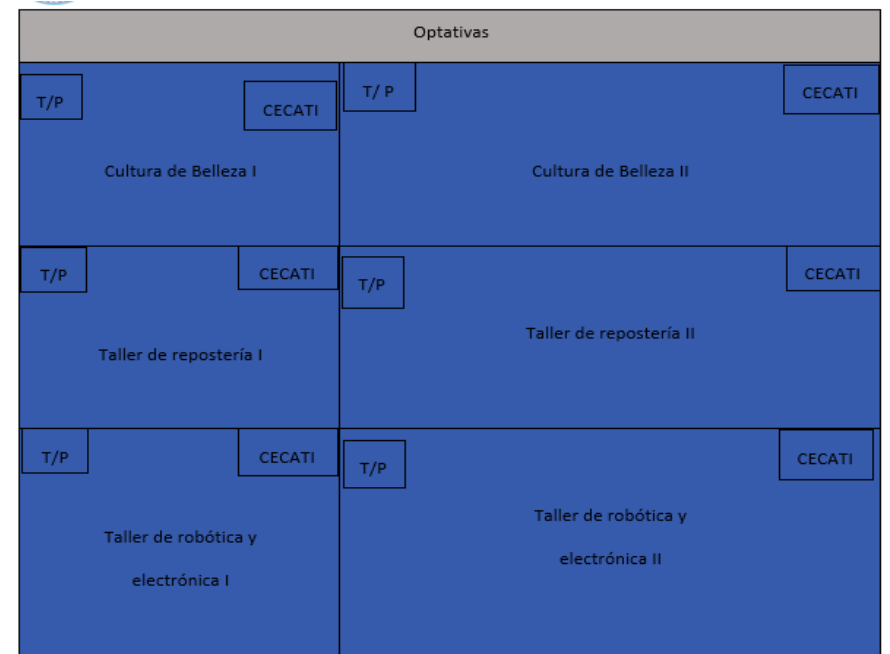 Optativas
T/P
CECATI
Cultura de Belleza I
T/ P
CECATI
Cultura de Belleza II
T/P
CECATI
Taller de repostería I
T/P
CECATI
Taller de repostería II
T/P
CECATI
Taller de robótica y
electrónica I
T/P
CECATI
Taller de robótica y
electrónica II